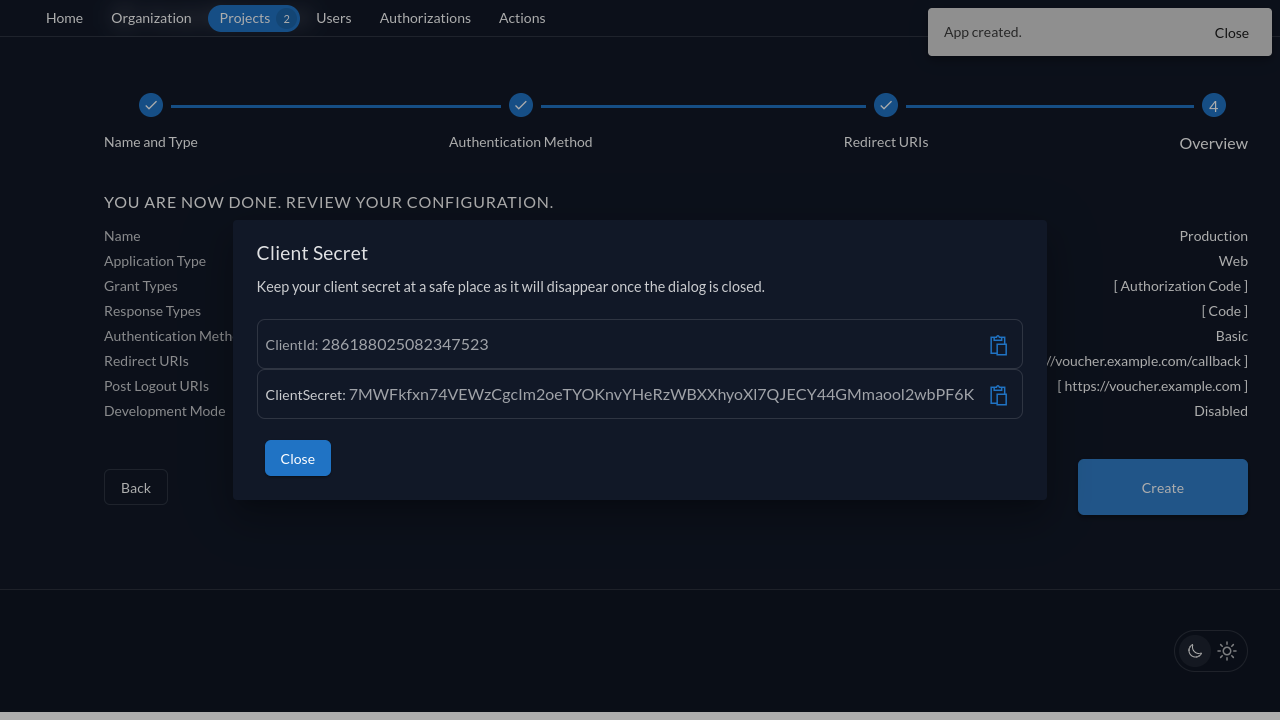 Home Organization Projects 2 Users Authorizations Actions
App created. Close
4
Name and Type Authentication Method Redirect URIs Overview
YOU ARE NOW DONE. REVIEW YOUR CONFIGURATION.
Name Production
Application Type Web
Grant Types [ Authorization Code ]
Response Types [ Code ]
Authentication Meth Basic
Redirect URIs //voucher.example.com/callback ]
Post Logout URIs [ https://voucher.example.com ]
Development Mode Disabled
Client Secret
Keep your client secret at a safe place as it will disappear once the dialog is closed.
ClientId: 286188025082347523
ClientSecret: 7MWFkfxn74VEWzCgcIm2oeTYOKnvYHeRzWBXXhyoXl7QJECY44GMmaool2wbPF6K
Close
Back Create